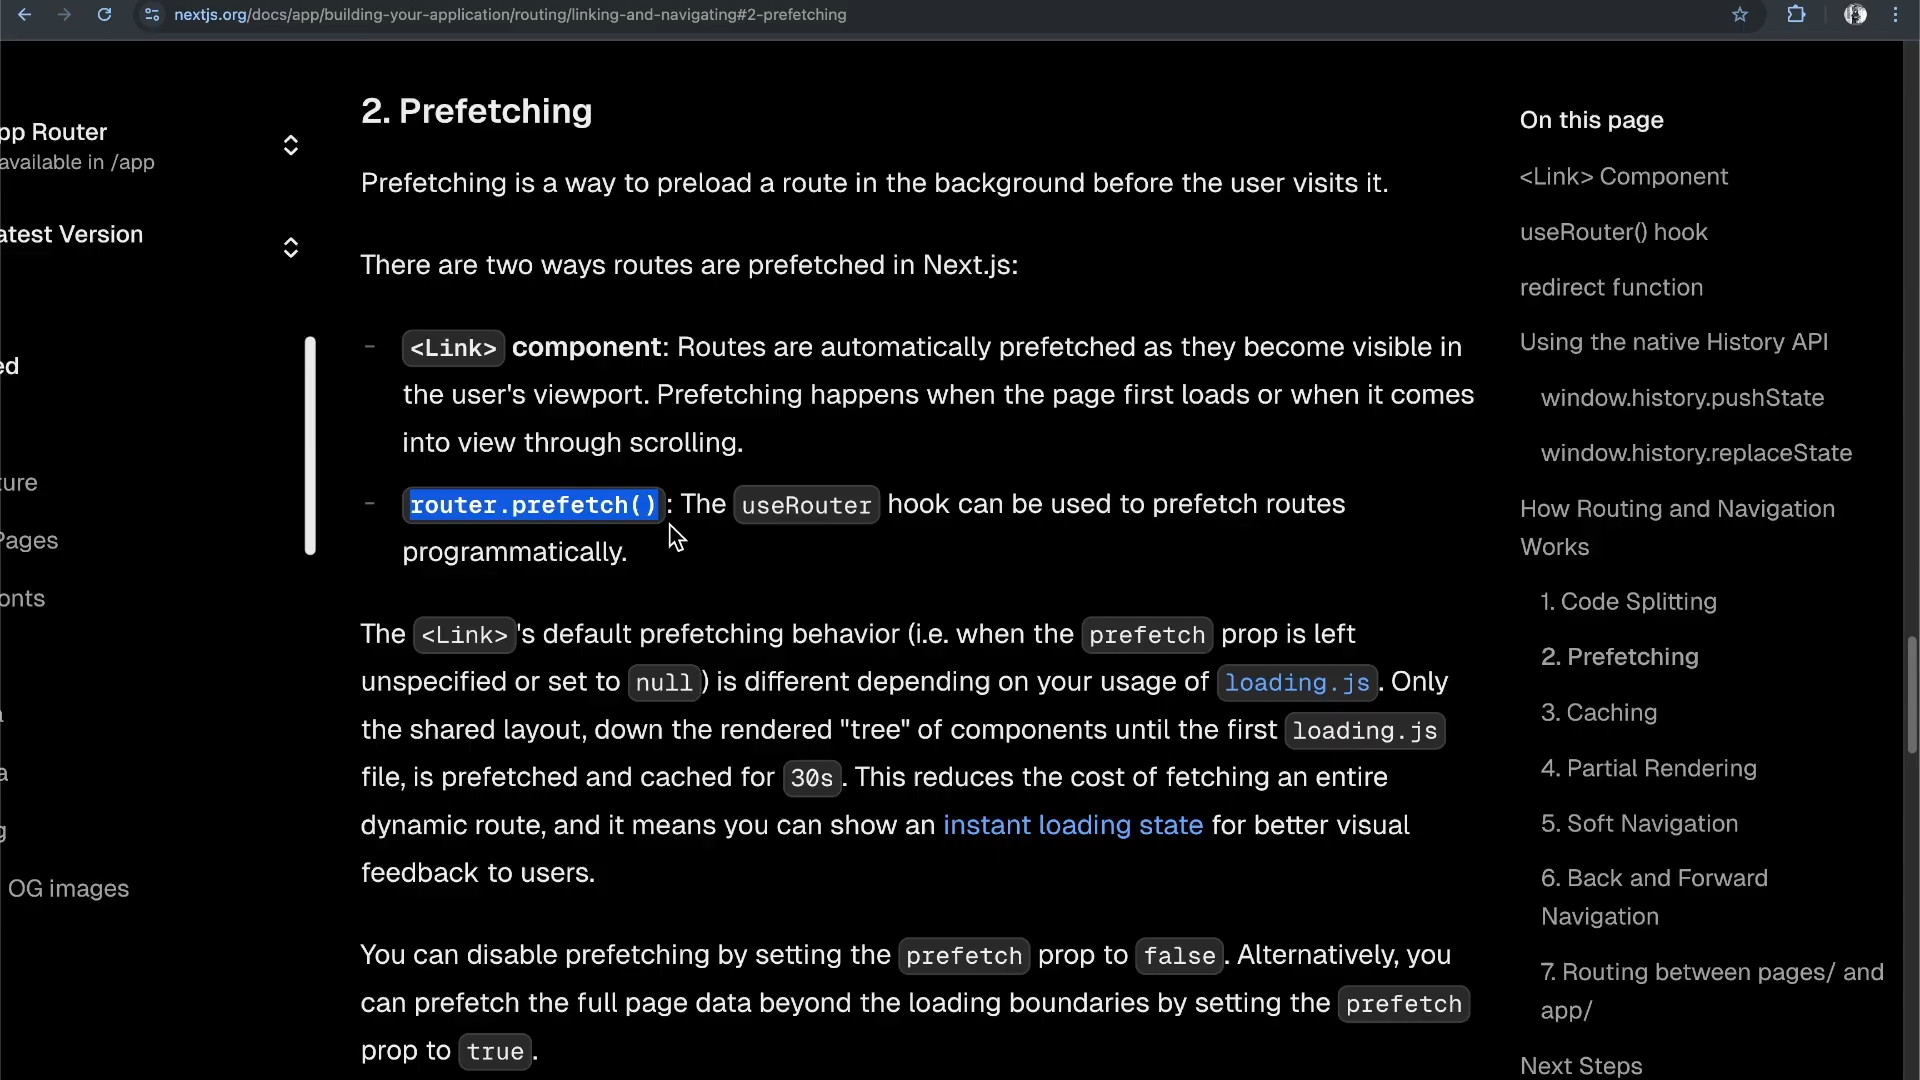 nextjs.org/docs/app/building-your-application/routing/linking-and-navigating#2-prefetching
pp Router
available in /app
atest Version
ed
ture
Pages
onts
a
g
OG images
2. Prefetching
Prefetching is a way to preload a route in the background before the user visits it.
There are two ways routes are prefetched in Next.js:
- <Link> component: Routes are automatically prefetched as they become visible in
the user's viewport. Prefetching happens when the page first loads or when it comes
into view through scrolling.
- router.prefetch(): The useRouter hook can be used to prefetch routes
programmatically.
The <Link>'s default prefetching behavior (i.e. when the prefetch prop is left
unspecified or set to null) is different depending on your usage of loading.js. Only
the shared layout, down the rendered "tree" of components until the first loading.js
file, is prefetched and cached for 30s. This reduces the cost of fetching an entire
dynamic route, and it means you can show an instant loading state for better visual
feedback to users.
You can disable prefetching by setting the prefetch prop to false. Alternatively, you
can prefetch the full page data beyond the loading boundaries by setting the prefetch
prop to true.
On this page
<Link> Component
useRouter() hook
redirect function
Using the native History API
window.history.pushState
window.history.replaceState
How Routing and Navigation
Works
1. Code Splitting
2. Prefetching
3. Caching
4. Partial Rendering
5. Soft Navigation
6. Back and Forward
Navigation
7. Routing between pages/ and
app/
Next Steps